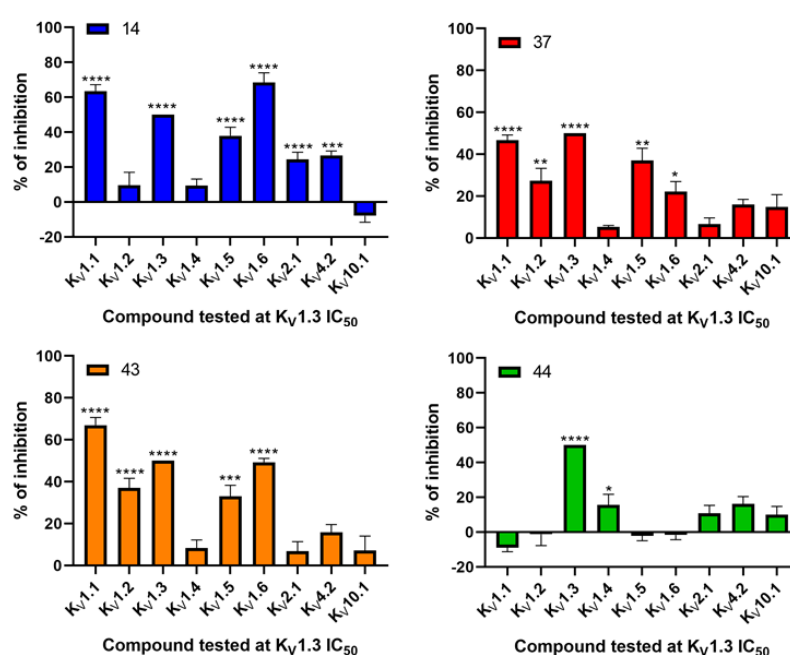 14
% of inhibition
100
80
60
40
20
0
-20
****
****
****
****
****
***
KV1.1
KV1.2
KV1.3
KV1.4
KV1.5
KV1.6
KV2.1
KV4.2
KV10.1
Compound tested at KV1.3 IC50
37
% of inhibition
100
80
60
40
20
0
****
**
****
**
*
KV1.1
KV1.2
KV1.3
KV1.4
KV1.5
KV1.6
KV2.1
KV4.2
KV10.1
Compound tested at KV1.3 IC50
43
% of inhibition
100
80
60
40
20
0
****
****
****
***
****
KV1.1
KV1.2
KV1.3
KV1.4
KV1.5
KV1.6
KV2.1
KV4.2
KV10.1
Compound tested at KV1.3 IC50
44
% of inhibition
100
80
60
40
20
0
-20
****
*
KV1.1
KV1.2
KV1.3
KV1.4
KV1.5
KV1.6
KV2.1
KV4.2
KV10.1
Compound tested at KV1.3 IC50